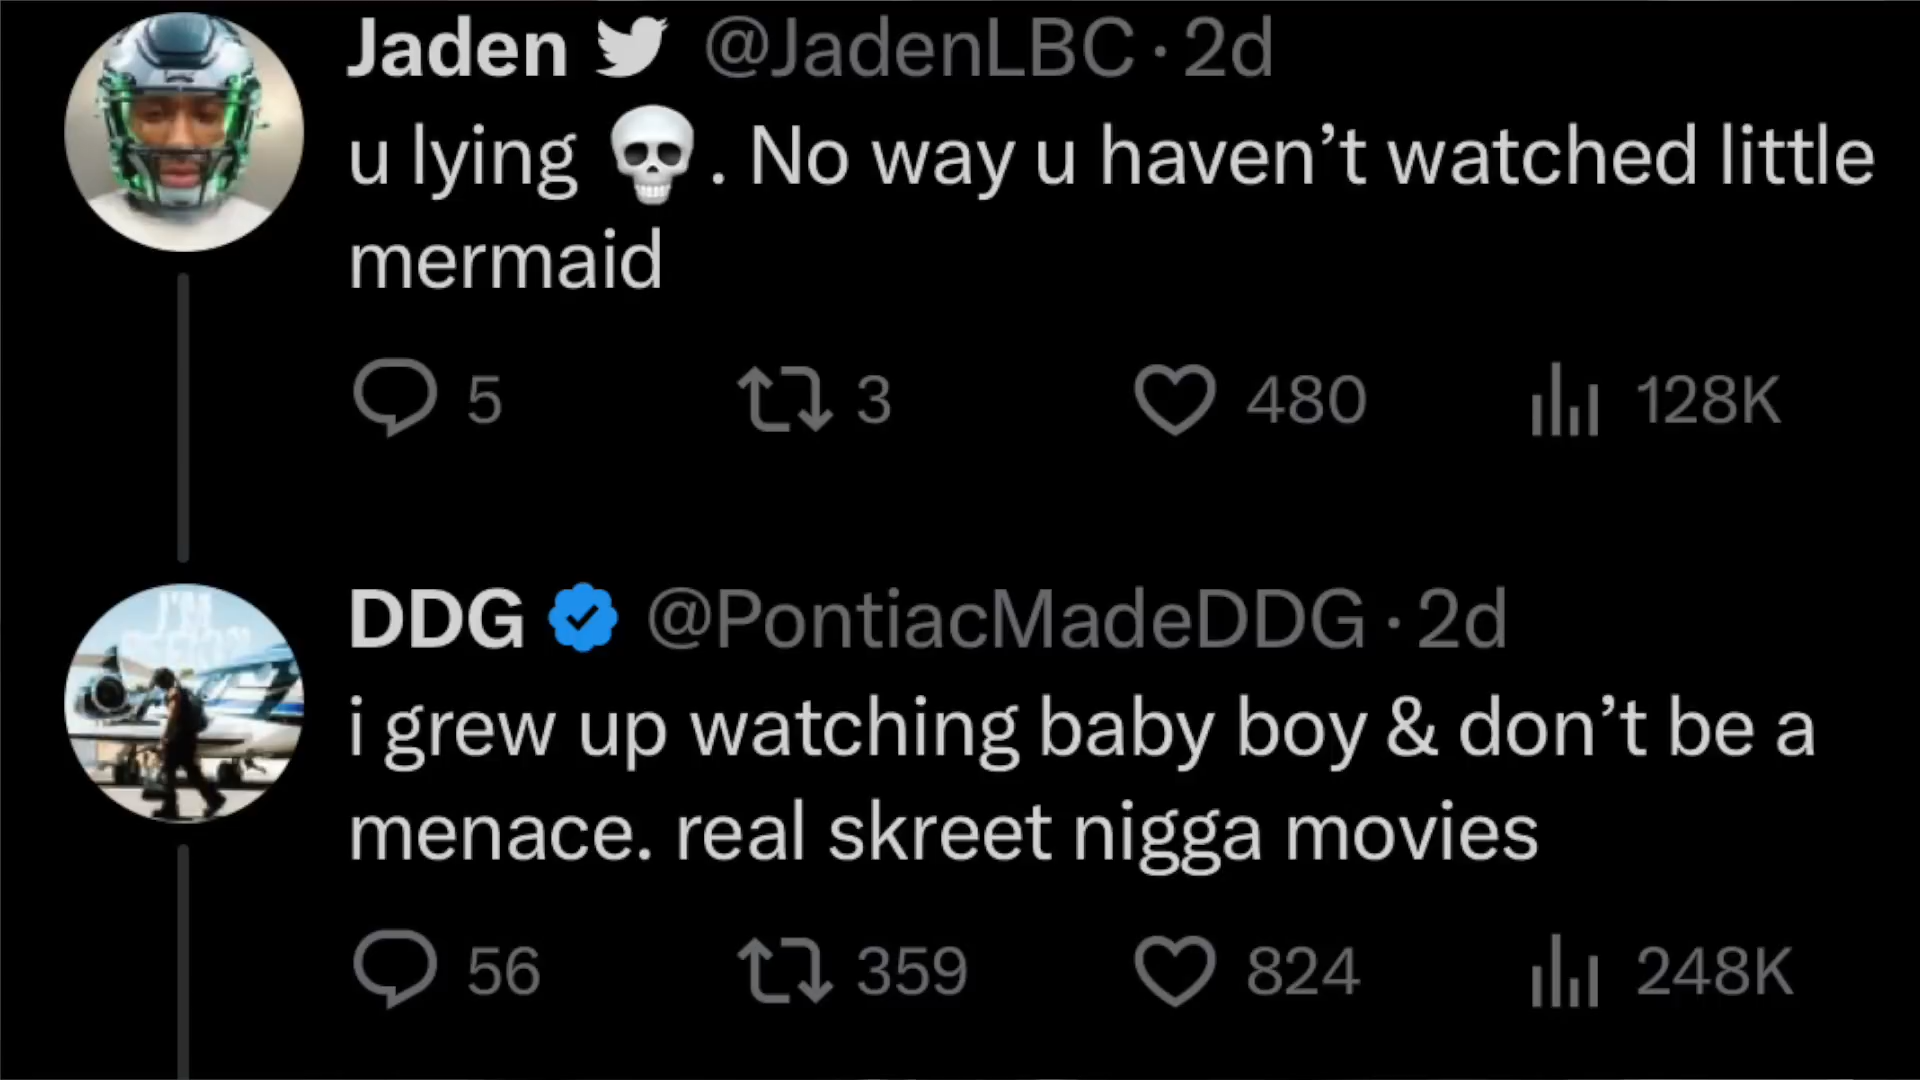 Jaden @JadenLBC · 2d
u lying 💀. No way u haven’t watched little
mermaid
5 3 480 128K
DDG @PontiacMadeDDG · 2d
i grew up watching baby boy & don’t be a
menace. real skreet nigga movies
56 359 824 248K